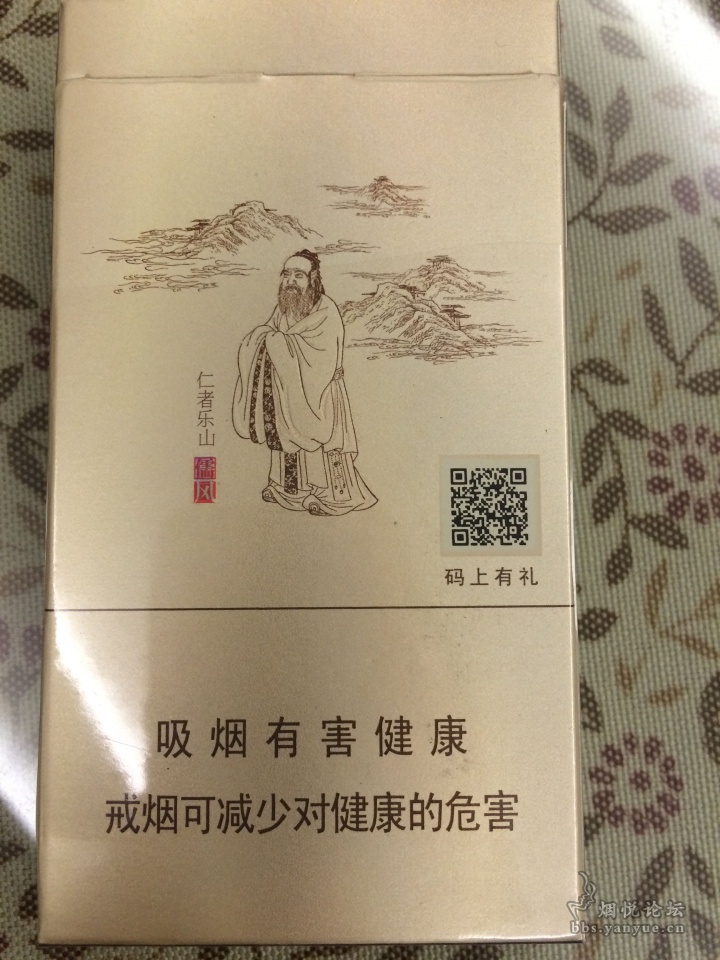 仁者乐山
儒风
码上有礼
吸烟有害健康
戒烟可减少对健康的危害
烟悦论坛
bbs.yanyue.cn